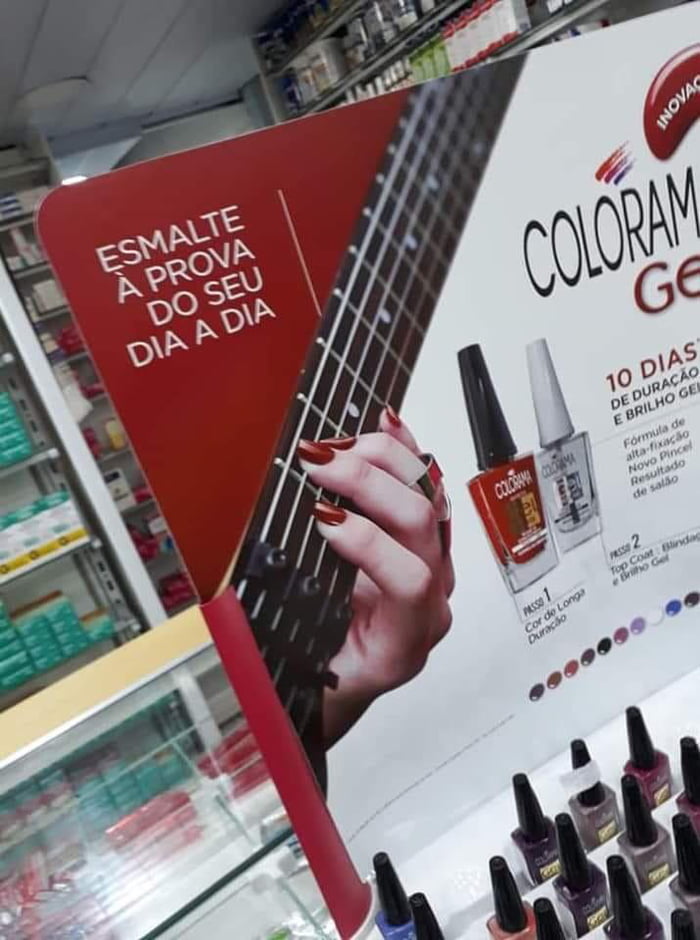 ESMALTE
À PROVA
DO SEU
DIA A DIA
COLORAM
Ge
10 DIAS
DE DURAÇÃO
E BRILHO GE
Fórmula de
alta-fixação
Novo Pincel
Resultado
de salão
COLORAMA
COLORAMA
PASSO 1
Cor de Longa
Duração
PASSO 2
Top Coat - Blinda
e Brilho Gel